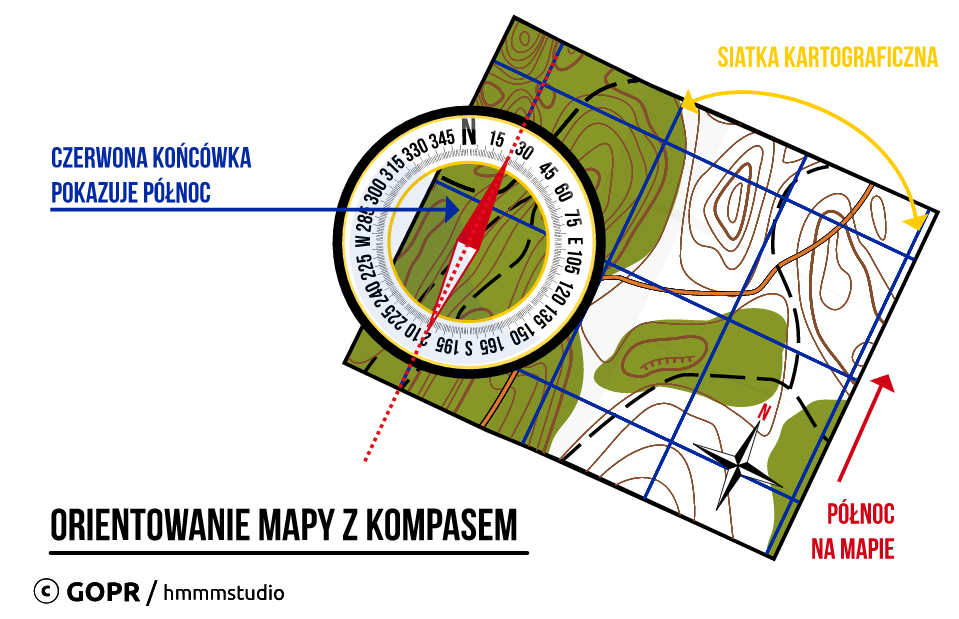 SIATKA KARTOGRAFICZNA
CZERWONA KOŃCÓWKA
POKAZUJE PÓŁNOC
N 15 30 45 60 75 E 105 120 135 150 165 S 195 210 225 240 225 W 285 300 315 330 345
N
PÓŁNOC
NA MAPIE
ORIENTOWANIE MAPY Z KOMPASEM
© GOPR / hmmmstudio